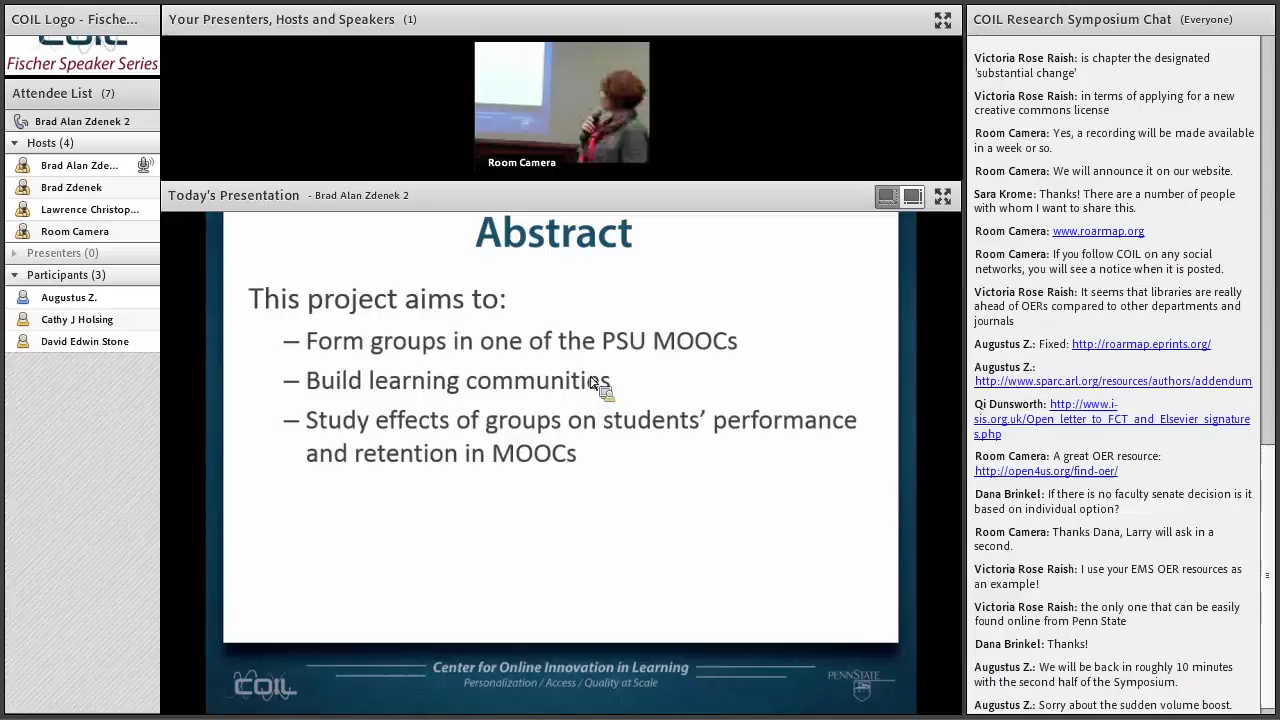 COIL Logo - Fische...
COIL
Fischer Speaker Series
Attendee List (7)
Brad Alan Zdenek 2
Hosts (4)
Brad Alan Zde...
Brad Zdenek
Lawrence Christop...
Room Camera
Presenters (0)
Participants (3)
Augustus Z.
Cathy J Holsing
David Edwin Stone
Your Presenters, Hosts and Speakers (1)
Room Camera
Today's Presentation - Brad Alan Zdenek 2
Abstract
This project aims to:
– Form groups in one of the PSU MOOCs
– Build learning communities
– Study effects of groups on students’ performance
and retention in MOOCs
COIL
Center for Online Innovation in Learning
Personalization / Access / Quality at Scale
PENNSTATE
COIL Research Symposium Chat (Everyone)
Victoria Rose Raish: is chapter the designated
'substantial change'
Victoria Rose Raish: in terms of applying for a new
creative commons license
Room Camera: Yes, a recording will be made available
in a week or so.
Room Camera: We will announce it on our website.
Sara Krome: Thanks! There are a number of people
with whom I want to share this.
Room Camera: www.roarmap.org
Room Camera: If you follow COIL on any social
networks, you will see a notice when it is posted.
Victoria Rose Raish: It seems that libraries are really
ahead of OERs compared to other departments and
journals
Augustus Z.: Fixed: http://roarmap.eprints.org/
Augustus Z.:
http://www.sparc.arl.org/resources/authors/addendum
Qi Dunsworth: http://www.i-
sis.org.uk/Open_letter_to_FCT_and_Elsevier_signature
s.php
Room Camera: A great OER resource:
http://open4us.org/find-oer/
Dana Brinkel: If there is no faculty senate decision is it
based on individual option?
Room Camera: Thanks Dana, Larry will ask in a
second.
Victoria Rose Raish: I use your EMS OER resources as
an example!
Victoria Rose Raish: the only one that can be easily
found online from Penn State
Dana Brinkel: Thanks!
Augustus Z.: We will be back in roughly 10 minutes
with the second half of the Symposium.
Augustus Z.: Sorry about the sudden volume boost.